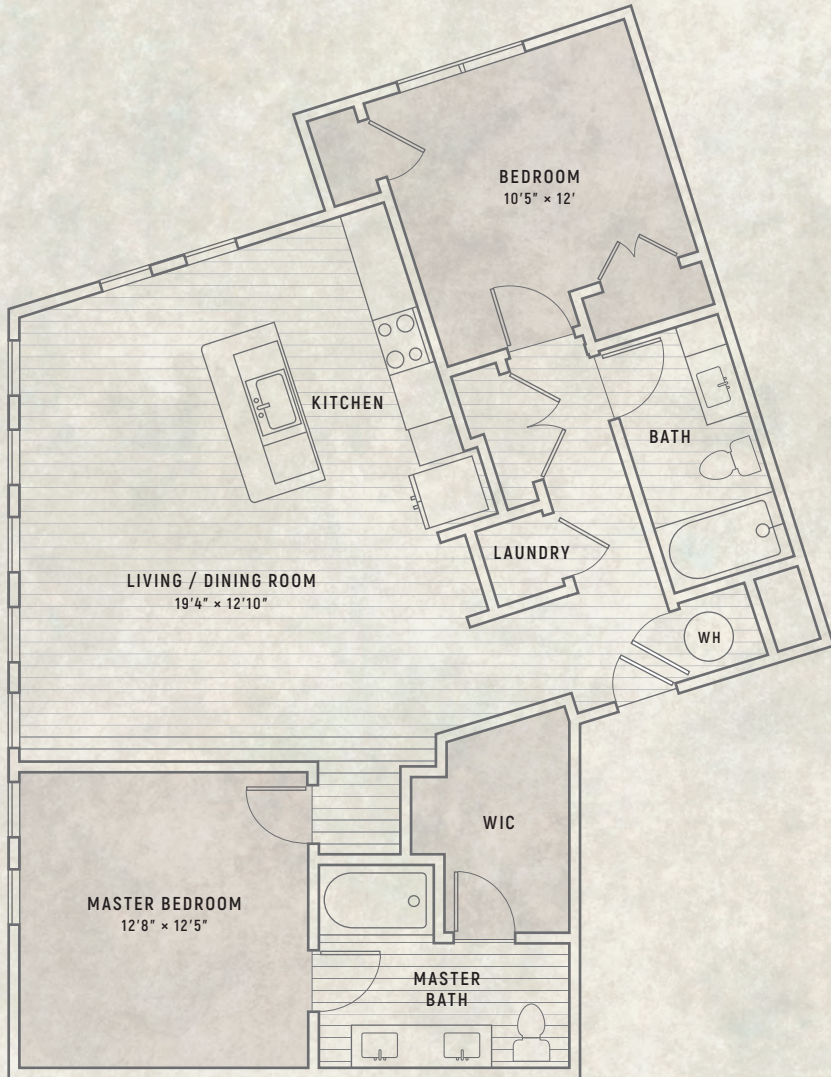 BEDROOM
10'5" × 12'
KITCHEN
BATH
LAUNDRY
LIVING / DINING ROOM
19'4" × 12'10"
WH
WIC
MASTER BEDROOM
12'8" × 12'5"
MASTER
BATH